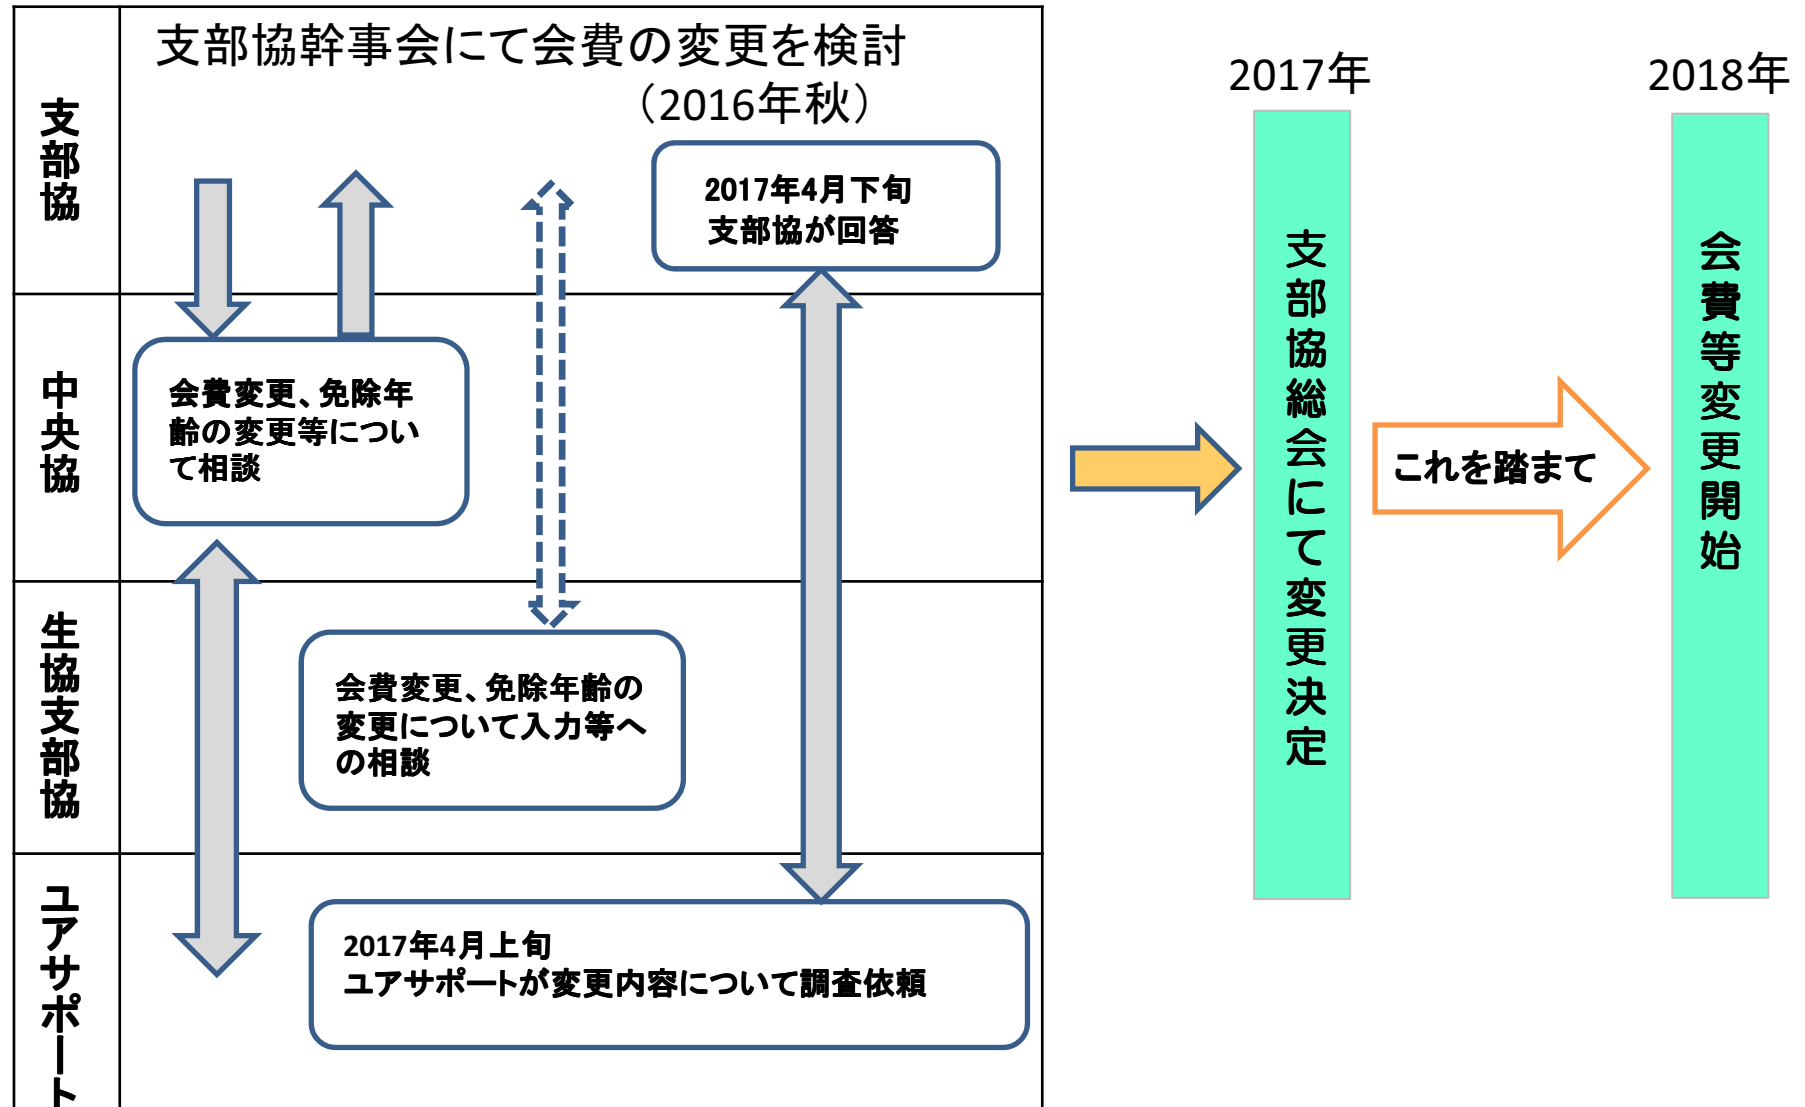 支部協幹事会にて会費の変更を検討
（2016年秋）
支部協
2017年4月下旬
支部協が回答
中央協
会費変更、免除年
齢の変更等につい
て相談
生協支部協
会費変更、免除年齢の
変更について入力等へ
の相談
ユアサポート
2017年4月上旬
ユアサポートが変更内容について調査依頼
2017年
支部協総会にて変更決定
これを踏まて
2018年
会費等変更開始